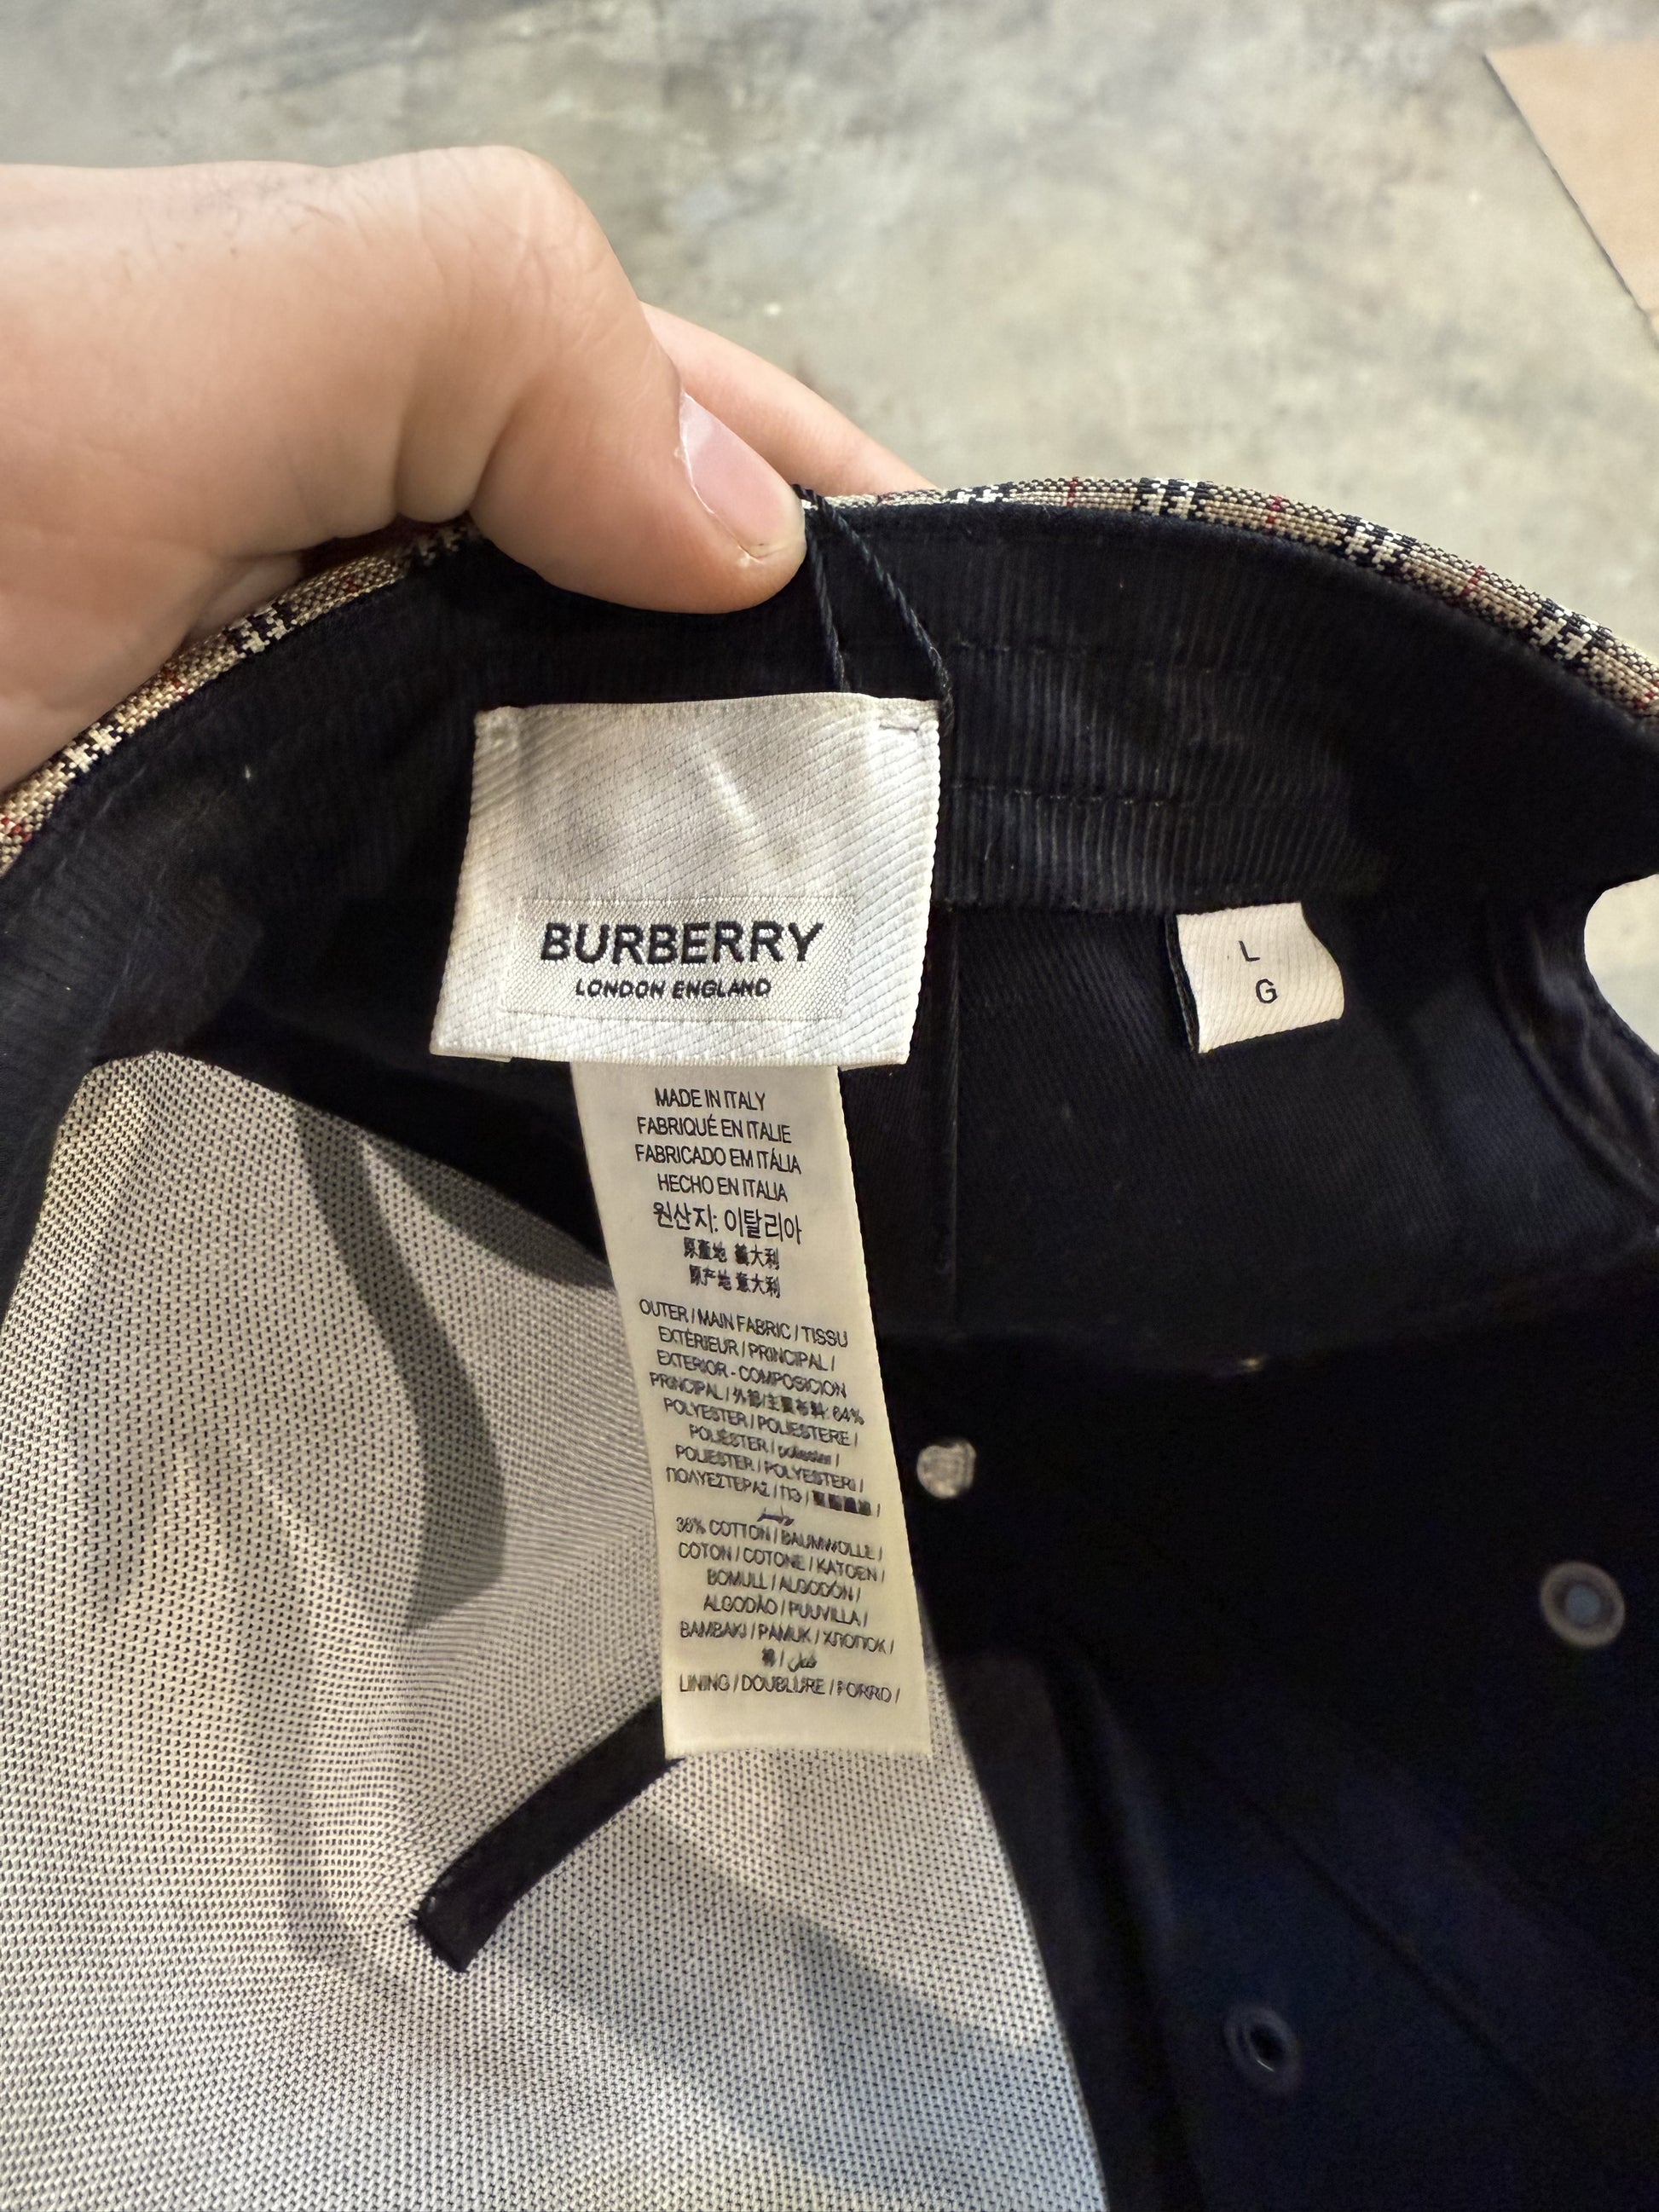 BURBERRY
LONDON ENGLAND
L
G
MADE IN ITALY
FABRIQUÉ EN ITALIE
FABRICADO EM ITÁLIA
HECHO EN ITALIA
원산지: 이탈리아
原產地 義大利
原产地 意大利
OUTER / MAIN FABRIC / TISSU
EXTÉRIEUR / PRINCIPAL /
EXTERIOR - COMPOSICION
PRINCIPAL / 外部/主要布料: 64%
POLYESTER / POLIESTERE /
POLIÉSTER / poliester /
POLIESTER / POLYESTERI /
ΠΟΛΥΕΣΤΕΡΑΣ / ПЭ /
36% COTTON / BAUMWOLLE /
COTON / COTONE / KATOEN /
BOMULL / ALGODÓN /
ALGODÃO / PUUVILLA /
BAMBAKI / PAMUK / ХЛОПОК /
棉 /
LINING / DOUBLURE / FORRO /